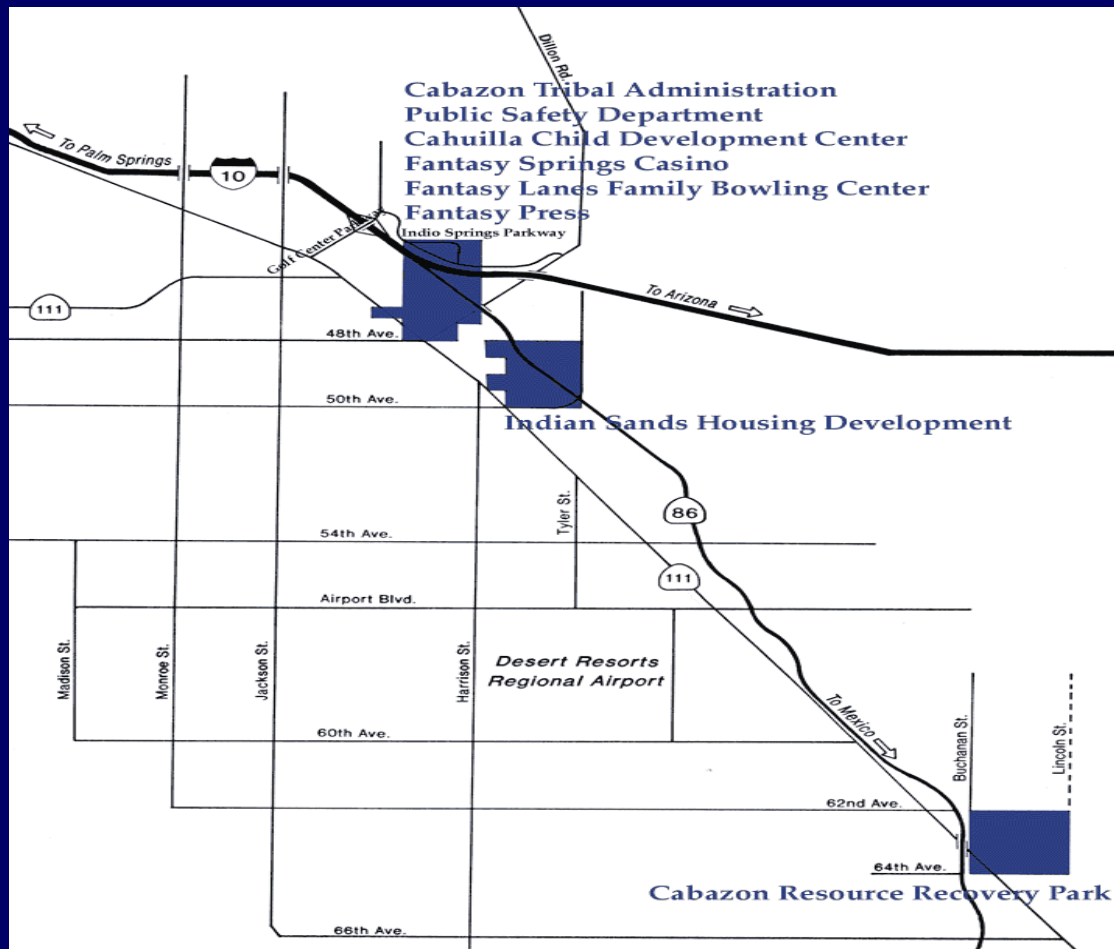 Dillon Rd.
Cabazon Tribal Administration
Public Safety Department
Cahuilla Child Development Center
Fantasy Springs Casino
Fantasy Lanes Family Bowling Center
Fantasy Press
Indio Springs Parkway
To Palm Springs
10
Golf Center Parkway
To Arizona
111
48th Ave.
50th Ave.
Indian Sands Housing Development
Tyler St.
86
54th Ave.
111
Airport Blvd.
Madison St.
Monroe St.
Jackson St.
Harrison St.
Desert Resorts
Regional Airport
To Mexico
Buchanan St.
Lincoln St.
60th Ave.
62nd Ave.
64th Ave.
Cabazon Resource Recovery Park
66th Ave.